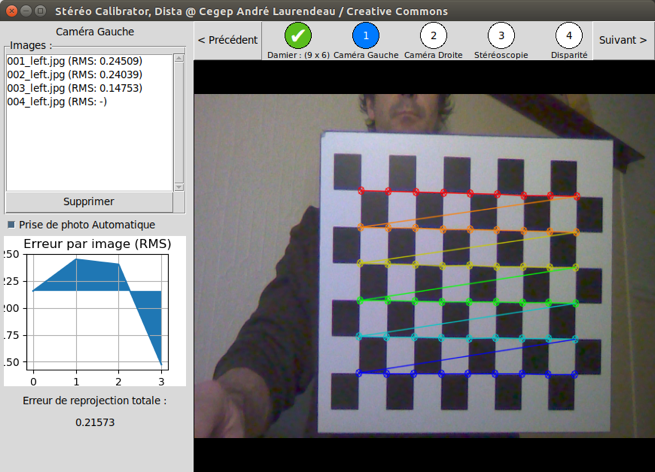 Stéréo Calibrator, Dista @ Cegep André Laurendeau / Creative Commons
Caméra Gauche
Images :
001_left.jpg (RMS: 0.24509)
002_left.jpg (RMS: 0.24039)
003_left.jpg (RMS: 0.14753)
004_left.jpg (RMS: -)
Supprimer
Prise de photo Automatique
Erreur par image (RMS)
250
225
200
175
150
0 1 2 3
Erreur de reprojection totale :
0.21573
< Précédent
1 2 3 4
Damier : (9 x 6) Caméra Gauche Caméra Droite Stéréoscopie Disparité
Suivant >